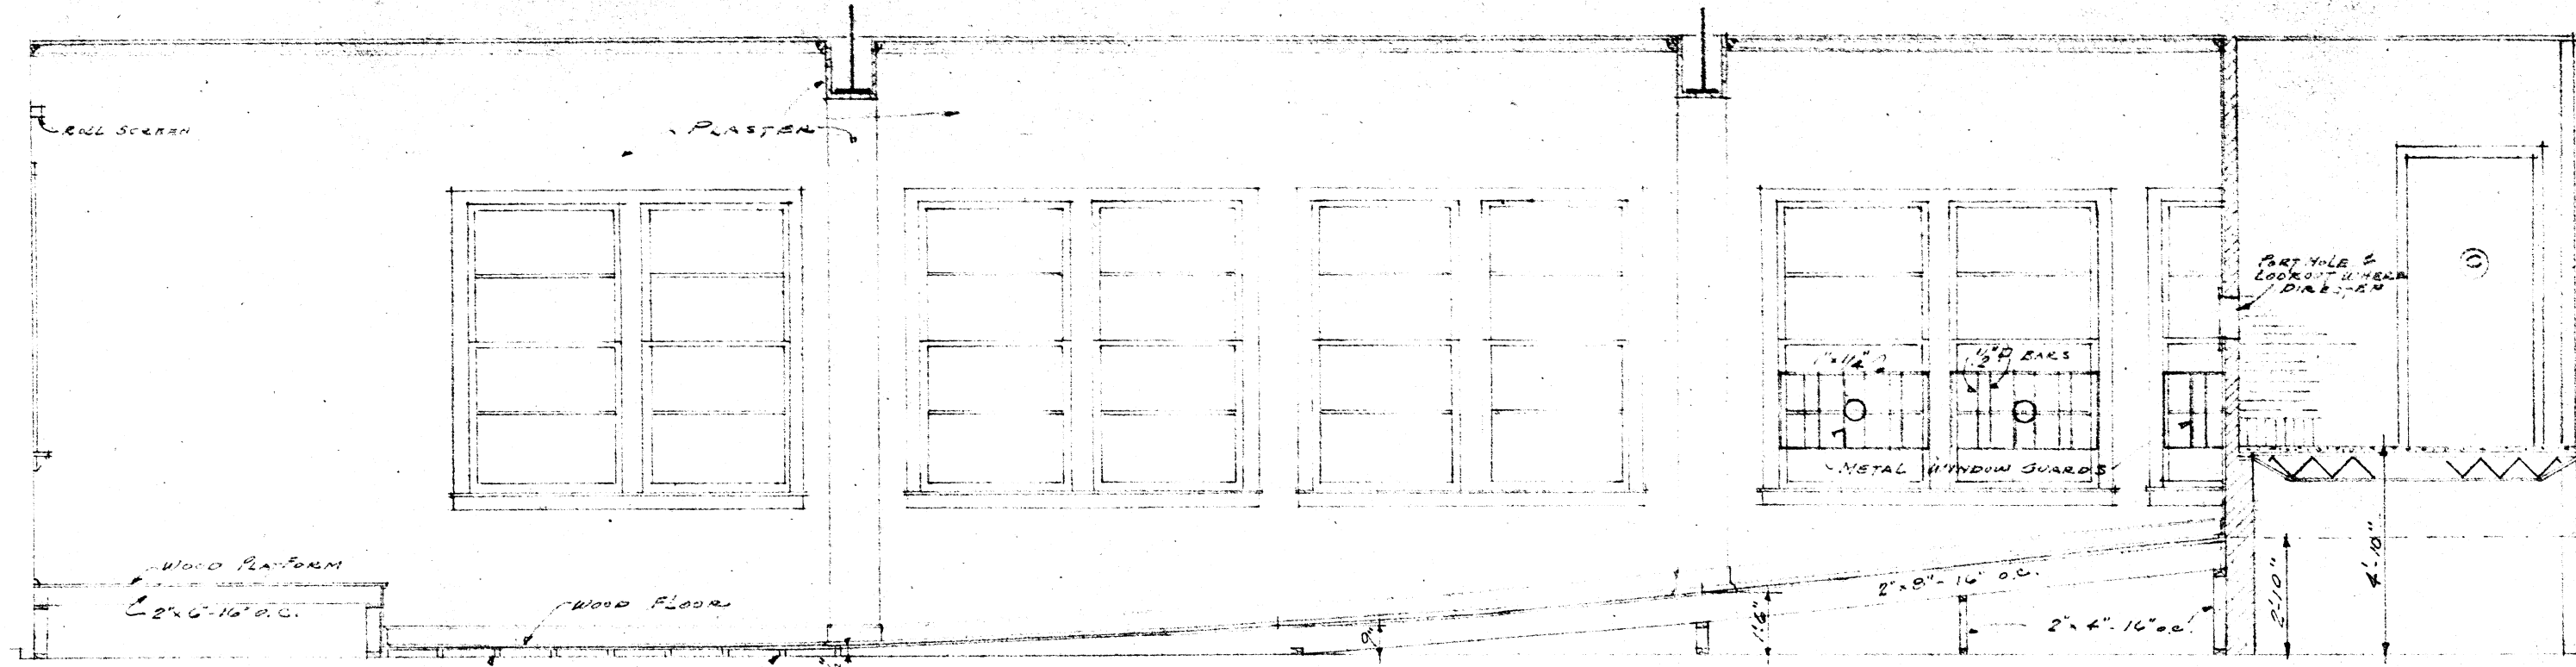 ROLL SCREEN
PLASTER
PORT HOLE &
LOOKOUT WHERE
DIRECTED
1"x1/4"
1/2" Ø BARS
METAL WINDOW GUARDS
WOOD PLATFORM
2"x6"-16" O.C.
WOOD FLOOR
9"
1'-6"
2"x8"-16" O.C.
2"x4"-16" o.c.
2'-10"
4'-10"